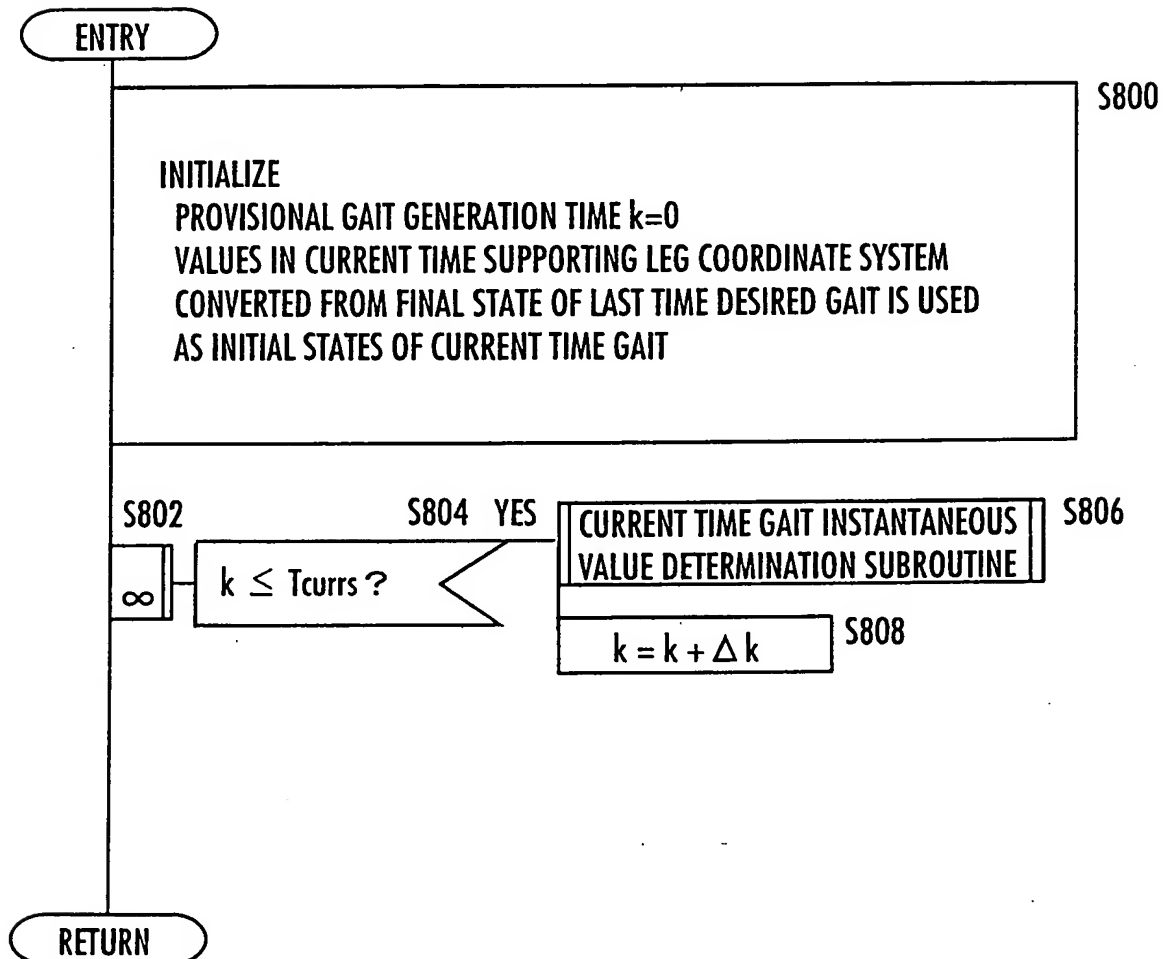 ENTRY
S800
INITIALIZE
PROVISIONAL GAIT GENERATION TIME k=0
VALUES IN CURRENT TIME SUPPORTING LEG COORDINATE SYSTEM
CONVERTED FROM FINAL STATE OF LAST TIME DESIRED GAIT IS USED
AS INITIAL STATES OF CURRENT TIME GAIT
S802
∞
S804 YES
k ≤ Tcurrs ?
CURRENT TIME GAIT INSTANTANEOUS
VALUE DETERMINATION SUBROUTINE
S806
k = k + Δ k
S808
RETURN